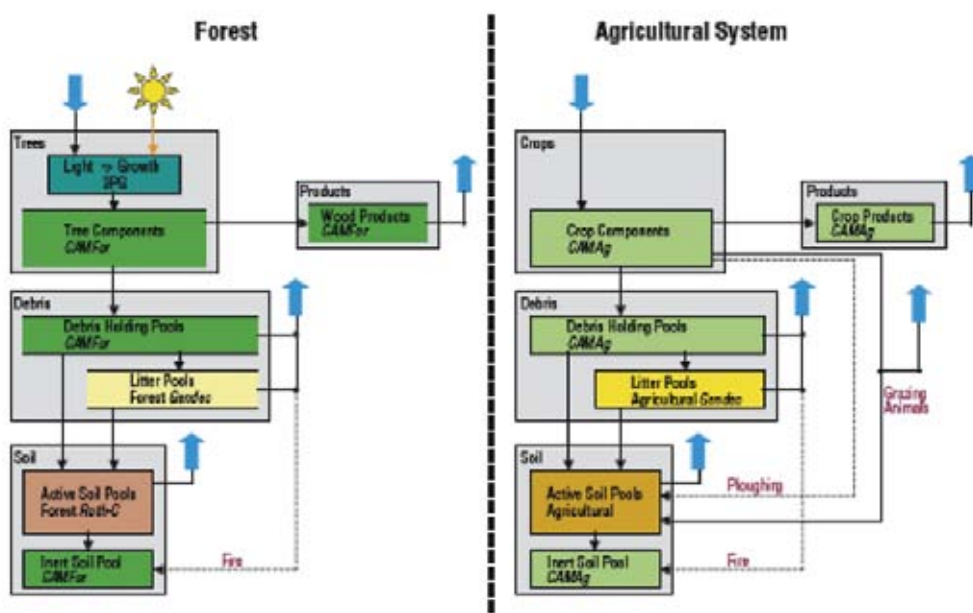 Forest
Trees
Light -> Growth
3PG
Tree Components
CAMFor
Products
Wood Products
CAMFor
Debris
Debris Holding Pools
CAMFor
Litter Pools
Forest Gendec
Soil
Active Soil Pools
Forest Roth-C
Inert Soil Pool
CAMFor
Fire
Agricultural System
Crops
Crop Components
CAMAg
Products
Crop Products
CAMAg
Debris
Debris Holding Pools
CAMAg
Litter Pools
Agricultural Gendec
Grazing
Animals
Soil
Active Soil Pools
Agricultural
Ploughing
Inert Soil Pool
CAMAg
Fire